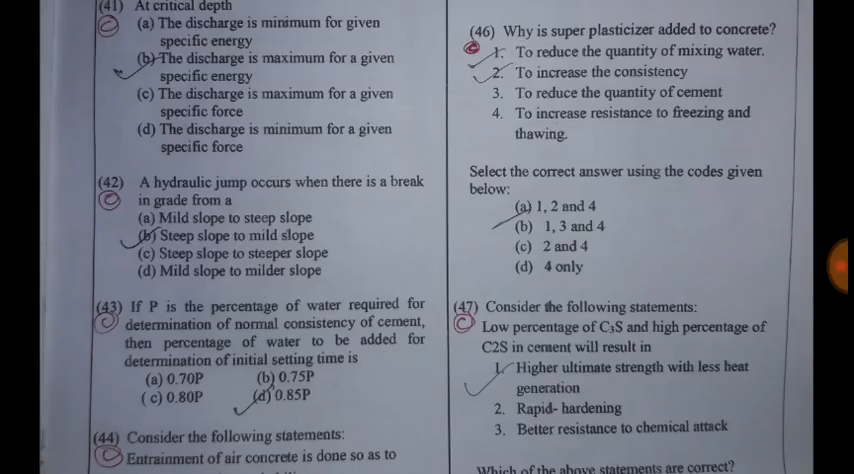 (41) At critical depth
(a) The discharge is minimum for given
specific energy
(b) The discharge is maximum for a given
specific energy
(c) The discharge is maximum for a given
specific force
(d) The discharge is minimum for a given
specific force
(42) A hydraulic jump occurs when there is a break
in grade from a
(a) Mild slope to steep slope
(b) Steep slope to mild slope
(c) Steep slope to steeper slope
(d) Mild slope to milder slope
(43) If P is the percentage of water required for
determination of normal consistency of cement,
then percentage of water to be added for
determination of initial setting time is
(a) 0.70P (b) 0.75P
( c) 0.80P (d) 0.85P
(44) Consider the following statements:
Entrainment of air concrete is done so as to
(46) Why is super plasticizer added to concrete?
1. To reduce the quantity of mixing water.
2. To increase the consistency
3. To reduce the quantity of cement
4. To increase resistance to freezing and
thawing.
Select the correct answer using the codes given
below:
(a) 1, 2 and 4
(b) 1, 3 and 4
(c) 2 and 4
(d) 4 only
(47) Consider the following statements:
Low percentage of C₃S and high percentage of
C2S in cement will result in
1. Higher ultimate strength with less heat
generation
2. Rapid- hardening
3. Better resistance to chemical attack
Which of the above statements are correct?